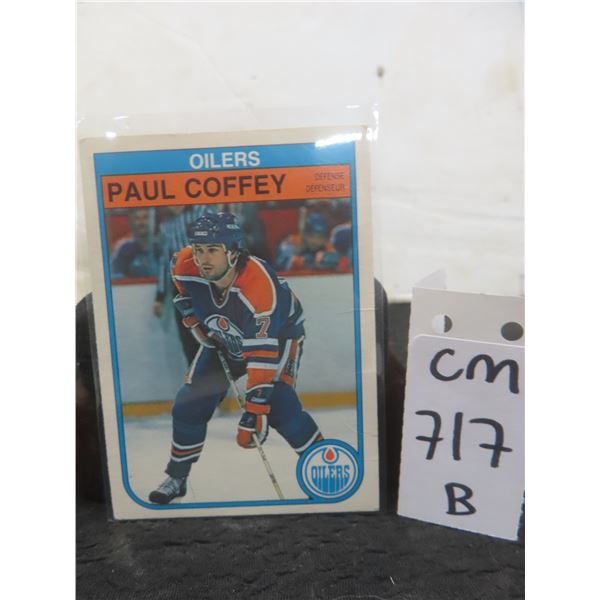 OILERS
PAUL COFFEY
DEFENSE
DÉFENSEUR
7
OILERS
CM
717
B